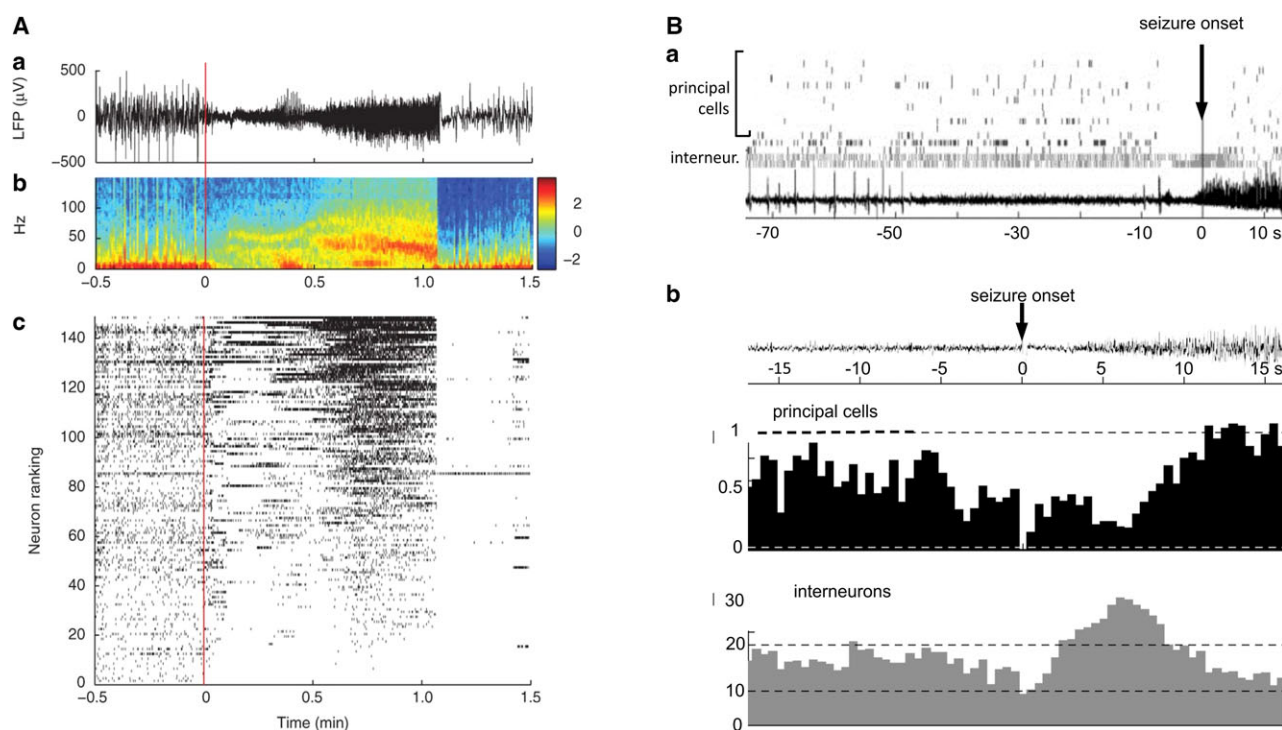 A
a
500
0
−500
LFP (μV)
b
100
50
0
Hz
2
0
−2
−0.5 0 0.5 1.0 1.5
c
140
120
100
80
60
40
20
0
Neuron ranking
−0.5 0 0.5 1.0 1.5
Time (min)
B
seizure onset
a
principal
cells
interneur.
-70 -50 -30 -10 0 10 s
b
seizure onset
-15 -10 -5 0 5 10 15 s
principal cells
1
0.5
0
interneurons
30
20
10
0